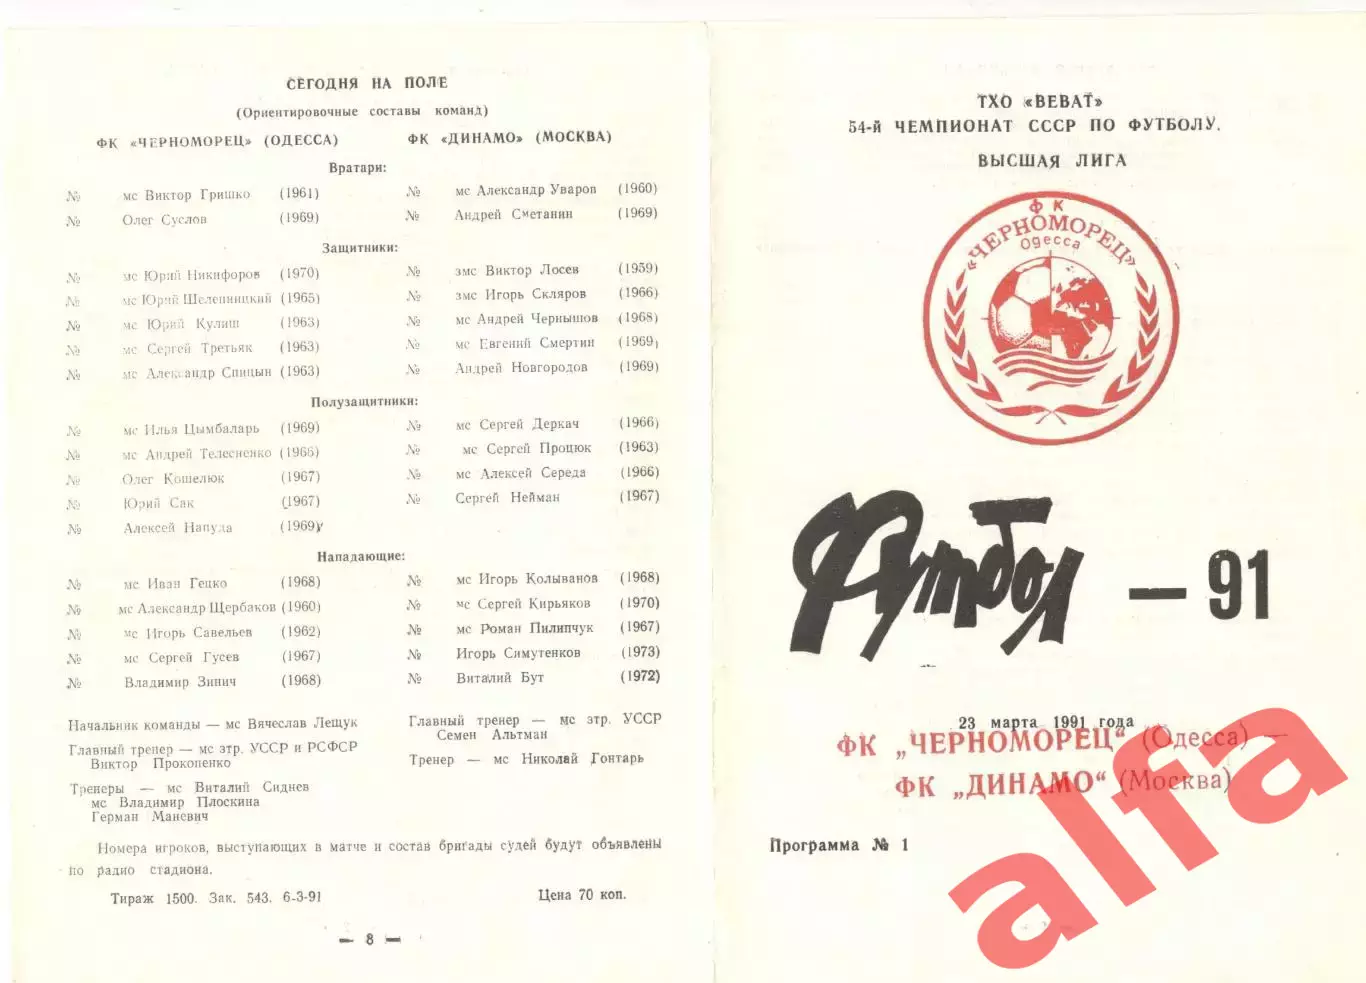 СЕГОДНЯ НА ПОЛЕ
(Ориентировочные составы команд)
ФК «ЧЕРНОМОРЕЦ» (ОДЕССА) ФК «ДИНАМО» (МОСКВА)
Вратари:
№ мс Виктор Гришко (1961) № мс Александр Уваров (1960)
№ Олег Суслов (1969) № Андрей Сметанин (1969)
Защитники:
№ мс Юрий Никифоров (1970) № змс Виктор Лосев (1959)
№ мс Юрий Шелепницкий (1965) № змс Игорь Скляров (1966)
№ мс Юрий Кулиш (1963) № мс Андрей Чернышов (1968)
№ мс Сергей Третьяк (1963) № мс Евгений Смертин (1969)
№ мс Александр Спицын (1963) № Андрей Новгородов (1969)
Полузащитники:
№ мс Илья Цымбаларь (1969) № мс Сергей Деркач (1966)
№ мс Андрей Телесненко (1966) № мс Сергей Процюк (1963)
№ Олег Кошелюк (1967) № мс Алексей Середа (1966)
№ Юрий Сак (1967) № Сергей Нейман (1967)
№ Алексей Напуда (1969)
Нападающие:
№ мс Иван Гецко (1968) № мс Игорь Колыванов (1968)
№ мс Александр Щербаков (1960) № мс Сергей Кирьяков (1970)
№ мс Игорь Савельев (1962) № мс Роман Пилипчук (1967)
№ мс Сергей Гусев (1967) № Игорь Симутенков (1973)
№ Владимир Зинич (1968) № Виталий Бут (1972)
Начальник команды — мс Вячеслав Лещук
Главный тренер — мс зтр. УССР и РСФСР
Виктор Прокопенко
Тренеры — мс Виталий Сиднев
мс Владимир Плоскина
Герман Маневич
Главный тренер — мс зтр. УССР
Семен Альтман
Тренер — мс Николай Гонтарь
Номера игроков, выступающих в матче и состав бригады судей будут объявлены
по радио стадиона.
Тираж 1500. Зак. 543. 6-3-91 Цена 70 коп.
— 8 —
ТХО «ВЕВАТ»
54-й ЧЕМПИОНАТ СССР ПО ФУТБОЛУ.
ВЫСШАЯ ЛИГА
ФК
«ЧЕРНОМОРЕЦ»
Одесса
Футбол — 91
23 марта 1991 года
ФК „ЧЕРНОМОРЕЦ“ (Одесса) —
ФК „ДИНАМО“ (Москва)
Программа № 1
alfa